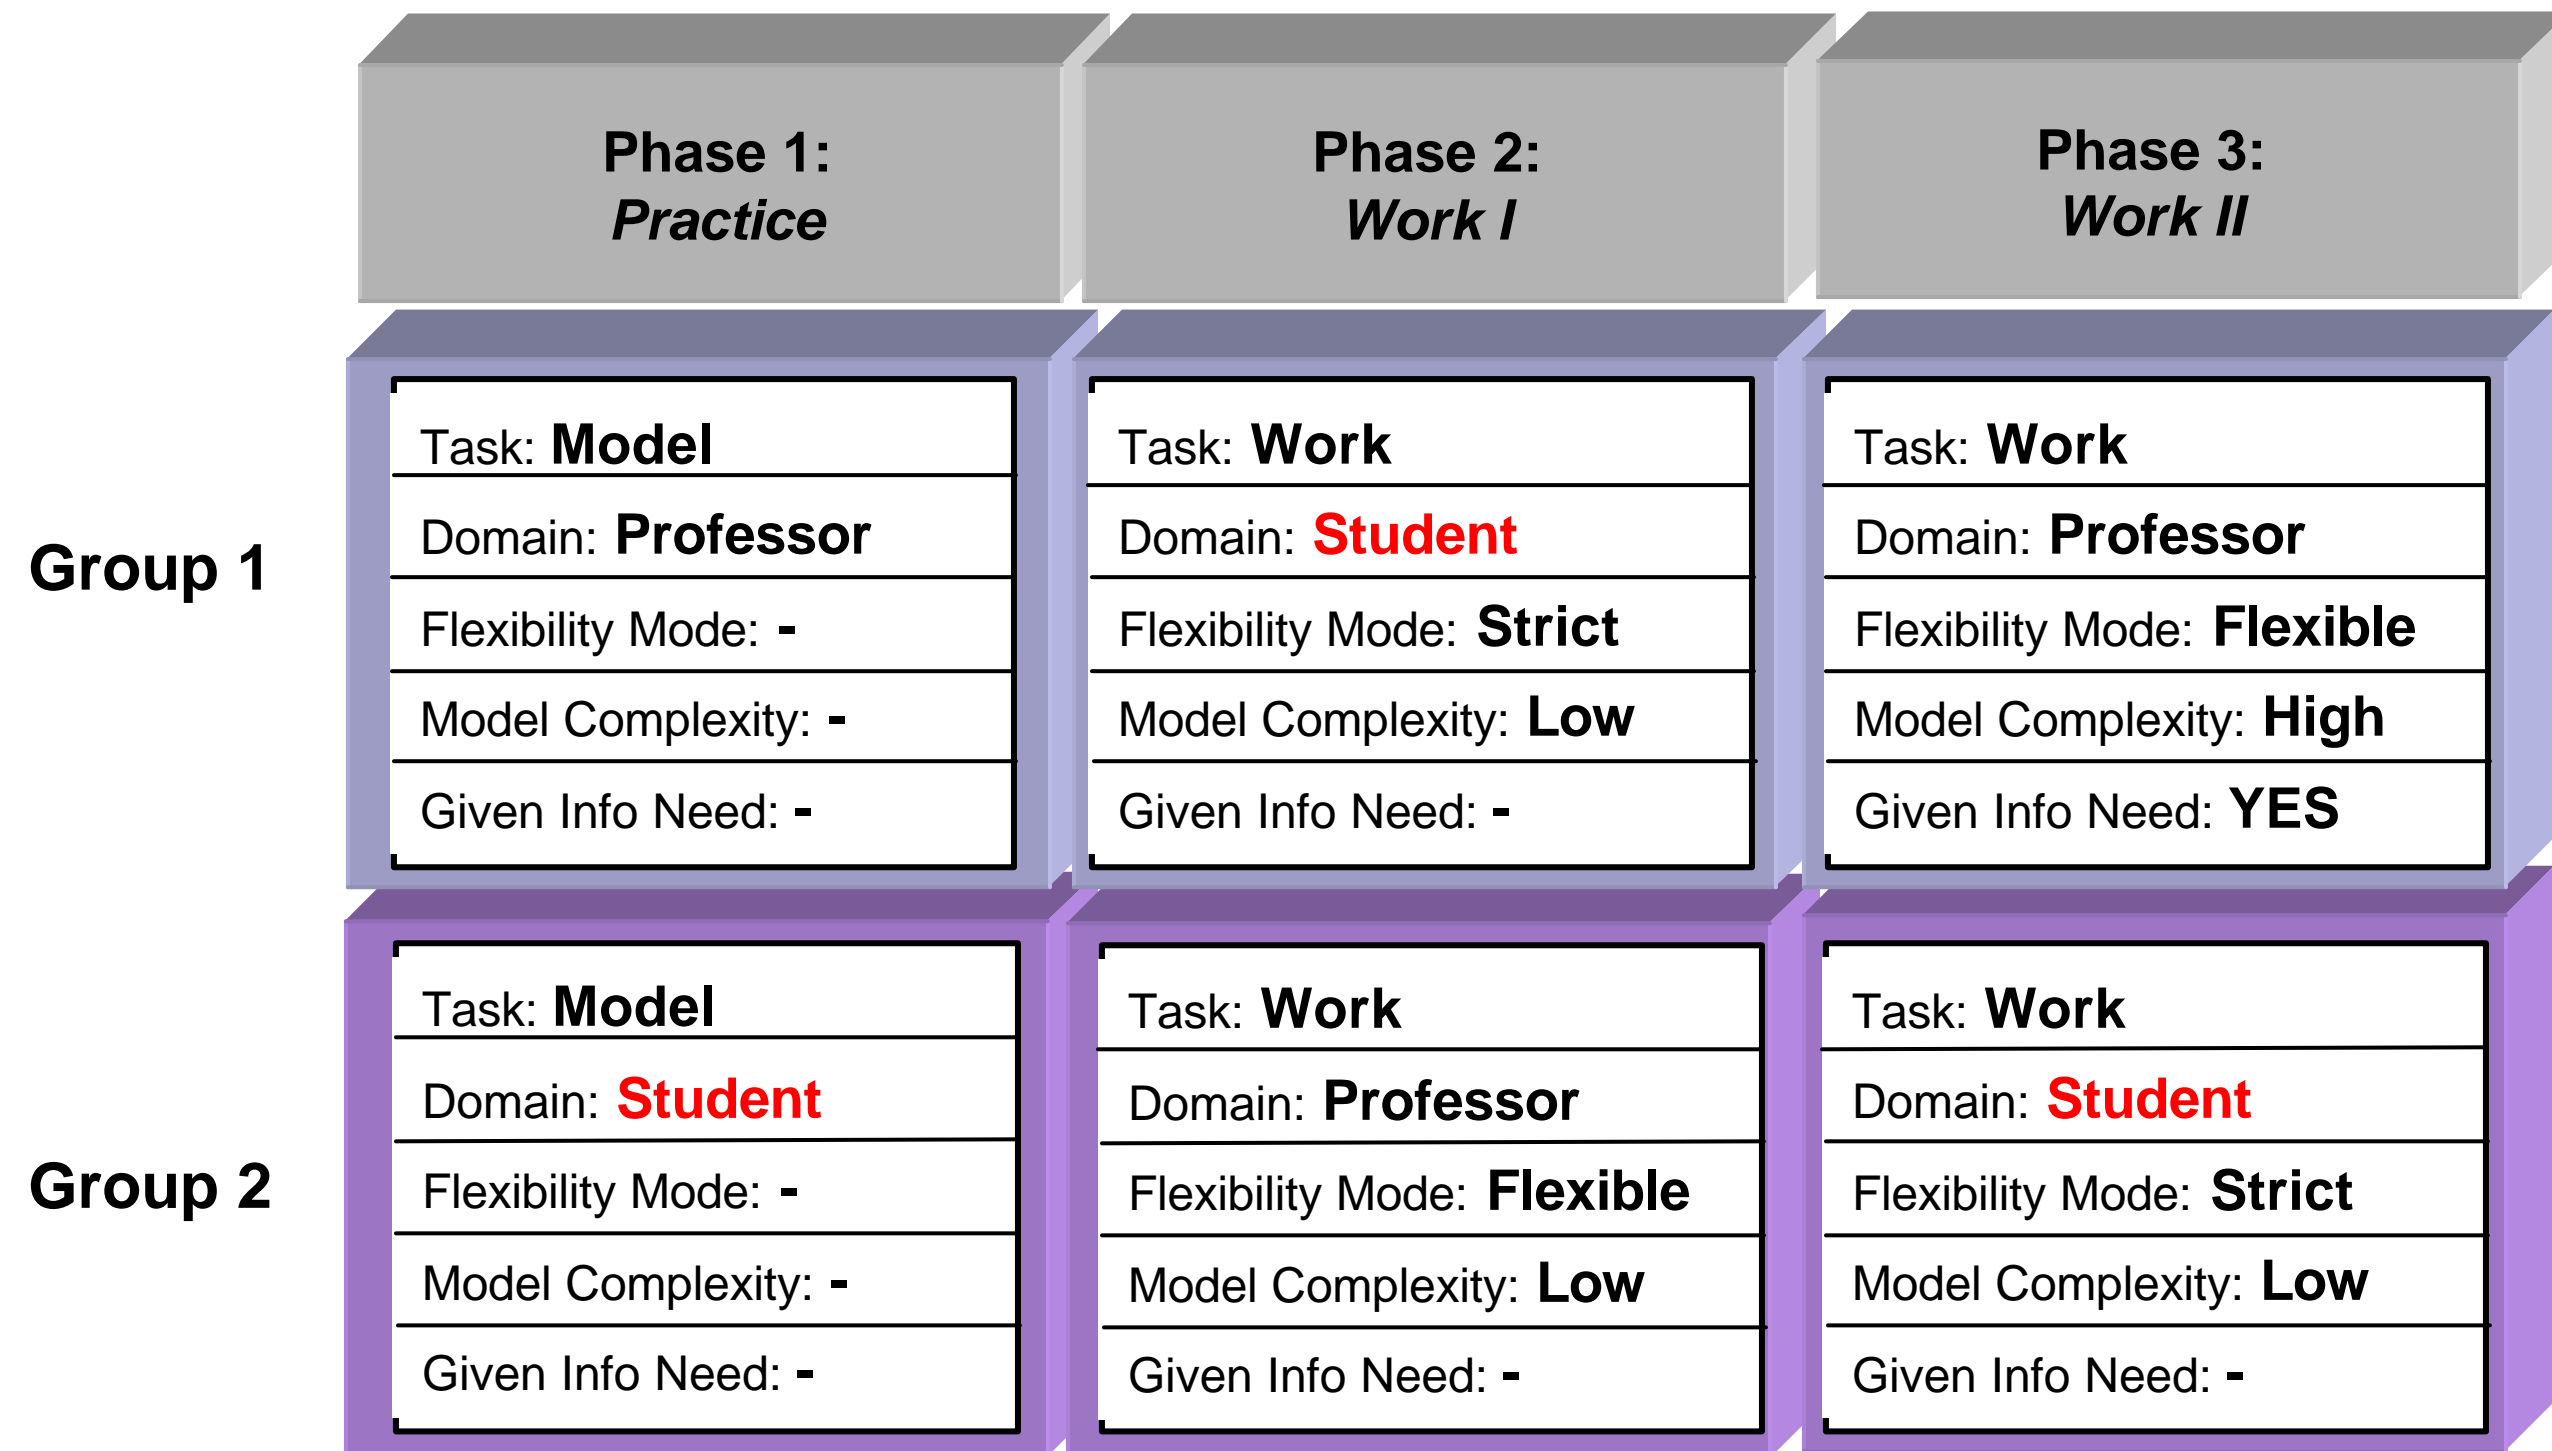 Phase 1:
Practice
Phase 2:
Work I
Phase 3:
Work II
Group 1
Task: Model
Domain: Professor
Flexibility Mode: -
Model Complexity: -
Given Info Need: -
Task: Work
Domain: Student
Flexibility Mode: Strict
Model Complexity: Low
Given Info Need: -
Task: Work
Domain: Professor
Flexibility Mode: Flexible
Model Complexity: High
Given Info Need: YES
Group 2
Task: Model
Domain: Student
Flexibility Mode: -
Model Complexity: -
Given Info Need: -
Task: Work
Domain: Professor
Flexibility Mode: Flexible
Model Complexity: Low
Given Info Need: -
Task: Work
Domain: Student
Flexibility Mode: Strict
Model Complexity: Low
Given Info Need: -